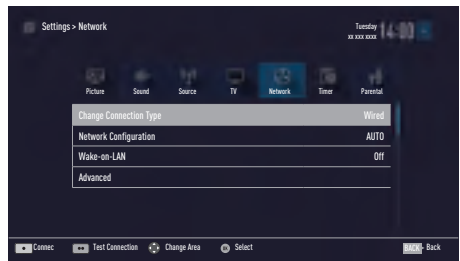 Settings > Network
Tuesday
xx xxx xxxx
14:00
Picture Sound Source TV Network Timer Parental
Change Connection Type Wired
Network Configuration AUTO
Wake-on-LAN Off
Advanced
Connec Test Connection Change Area Select BACK Back